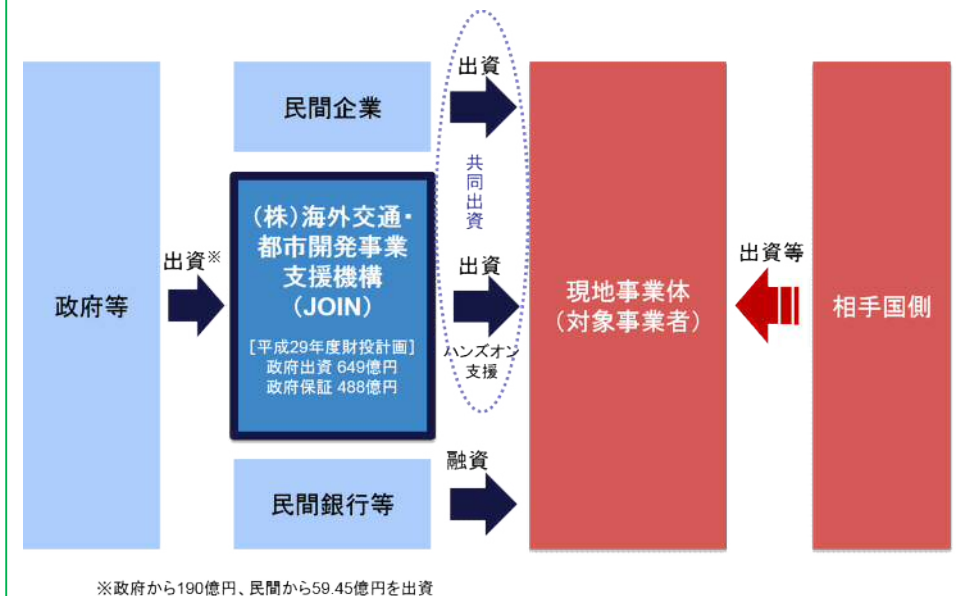 政府等
出資※
民間企業
(株)海外交通・
都市開発事業
支援機構
(JOIN)
[平成29年度財投計画]
政府出資 649億円
政府保証 488億円
民間銀行等
出資
共同出資
出資
ハンズオン
支援
融資
現地事業体
(対象事業者)
出資等
相手国側
※政府から190億円、民間から59.45億円を出資